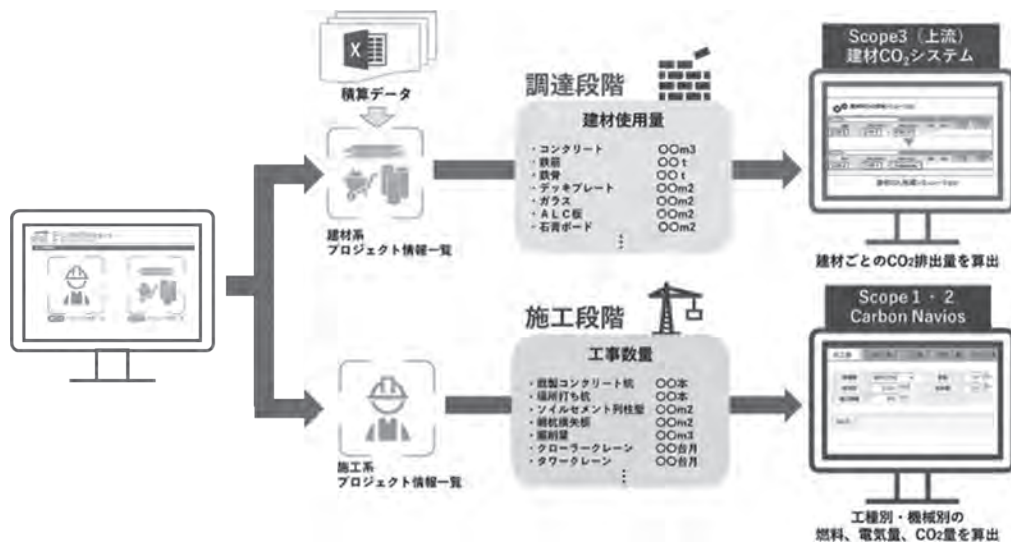 積算データ
建材系
プロジェクト情報一覧
調達段階
建材使用量
・コンクリート 〇〇m3
・鉄筋 〇〇t
・鉄骨 〇〇t
・デッキプレート 〇〇m2
・ガラス 〇〇m2
・ＡＬＣ板 〇〇m2
・石膏ボード 〇〇m2
⋮
Scope3（上流）
建材CO₂システム
建材ごとのCO₂排出量を算出
施工系
プロジェクト情報一覧
施工段階
工事数量
・既製コンクリート杭 〇〇本
・場所打ち杭 〇〇本
・ソイルセメント列柱壁 〇〇m2
・親杭横矢板 〇〇m2
・掘削量 〇〇m3
・クローラークレーン 〇〇台月
・タワークレーン 〇〇台月
⋮
Scope１・２
Carbon Navios
工種別・機械別の
燃料、電気量、CO₂量を算出